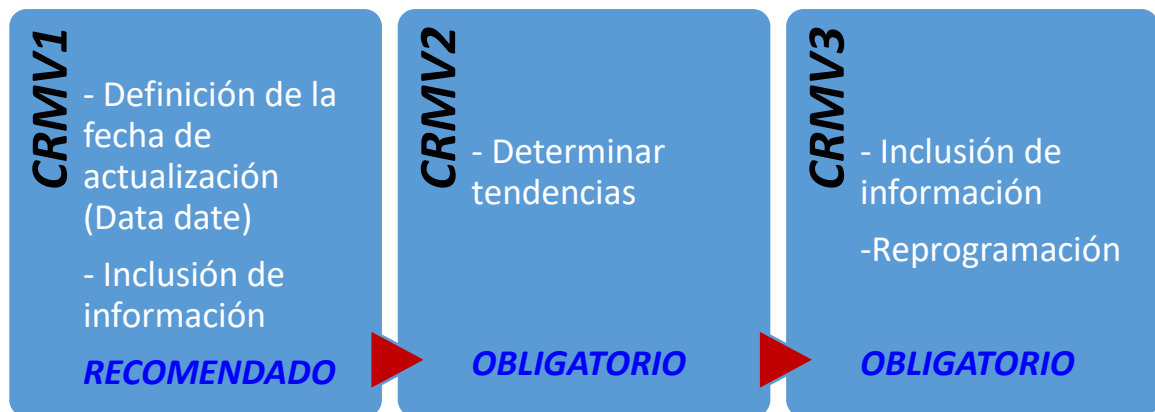 CRMV1
- Definición de la
fecha de
actualización
(Data date)
- Inclusión de
información
RECOMENDADO
CRMV2
- Determinar
tendencias
OBLIGATORIO
CRMV3
- Inclusión de
información
-Reprogramación
OBLIGATORIO